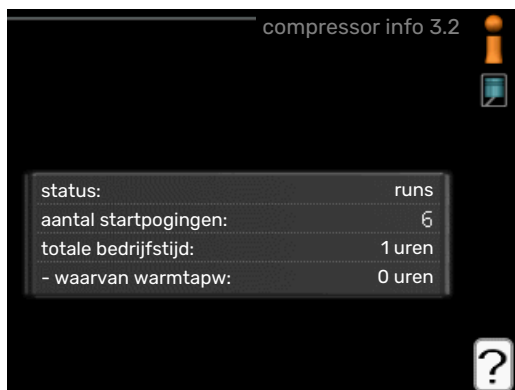 compressor info 3.2
status: runs
aantal startpogingen: 6
totale bedrijfstijd: 1 uren
- waarvan warmtapw: 0 uren
?